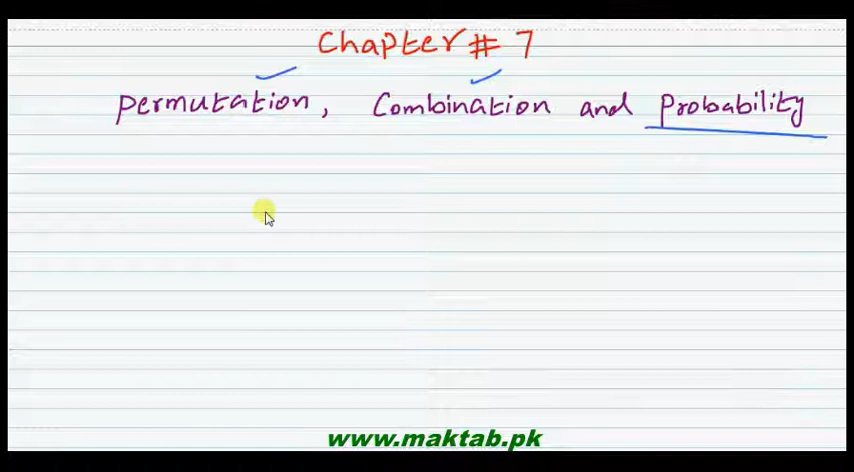 Chapter # 7
Permutation, Combination and Probability
www.maktab.pk